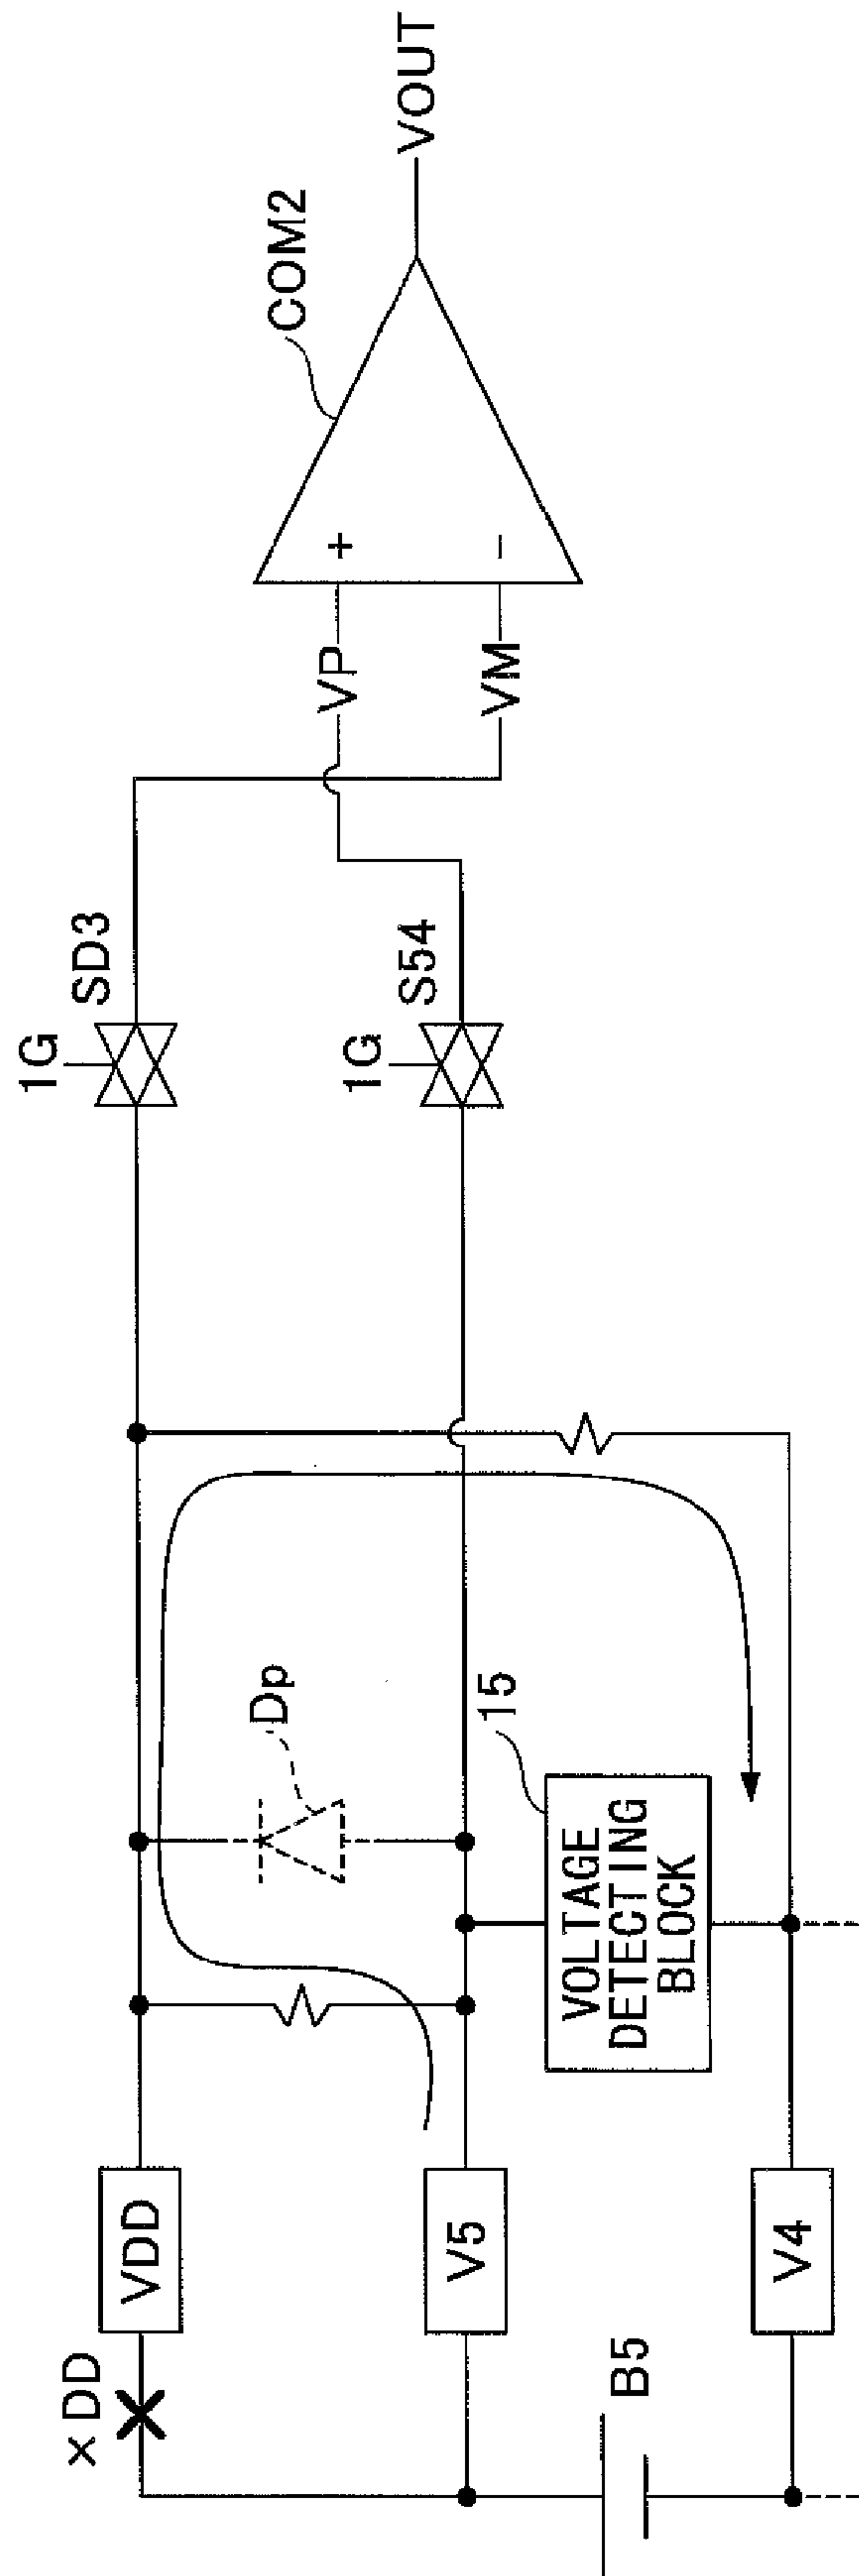 ×DD
VDD
V5
V4
B5
Dp
15
VOLTAGE
DETECTING
BLOCK
1G
SD3
1G
S54
VP
VM
+
−
COM2
VOUT